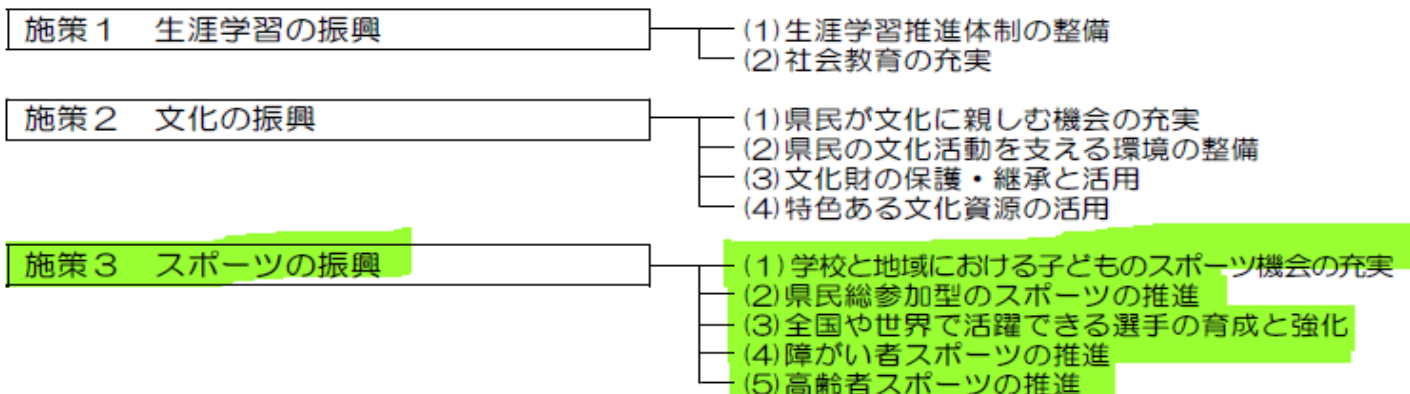 施策１　生涯学習の振興
(1)生涯学習推進体制の整備
(2)社会教育の充実
施策２　文化の振興
(1)県民が文化に親しむ機会の充実
(2)県民の文化活動を支える環境の整備
(3)文化財の保護・継承と活用
(4)特色ある文化資源の活用
施策３　スポーツの振興
(1)学校と地域における子どものスポーツ機会の充実
(2)県民総参加型のスポーツの推進
(3)全国や世界で活躍できる選手の育成と強化
(4)障がい者スポーツの推進
(5)高齢者スポーツの推進